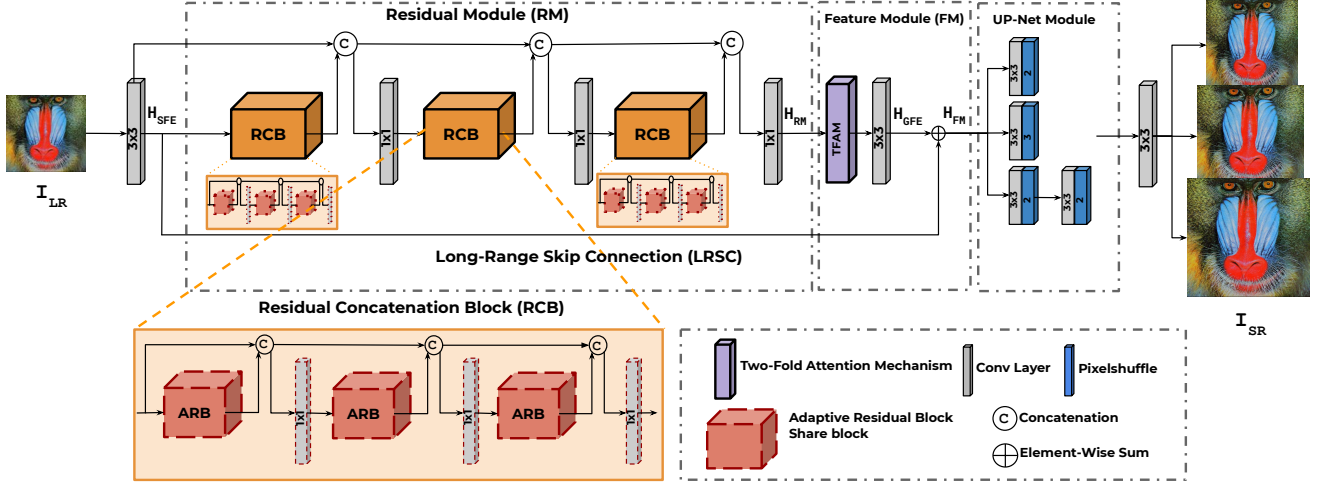 Residual Module (RM)
Feature Module (FM)
UP-Net Module
C
C
C
3x3
2
3x3
H_SFE
RCB
1x1
RCB
1x1
RCB
1x1
H_RM
TFAM
3x3
H_GFE
H_FM
3x3
3
3x3
I_LR
3x3
2
3x3
2
Long-Range Skip Connection (LRSC)
Residual Concatenation Block (RCB)
I_SR
C
C
C
ARB
1x1
ARB
1x1
ARB
1x1
Two-Fold Attention Mechanism
Conv Layer
Pixelshuffle
Adaptive Residual Block
Share block
C
Concatenation
Element-Wise Sum